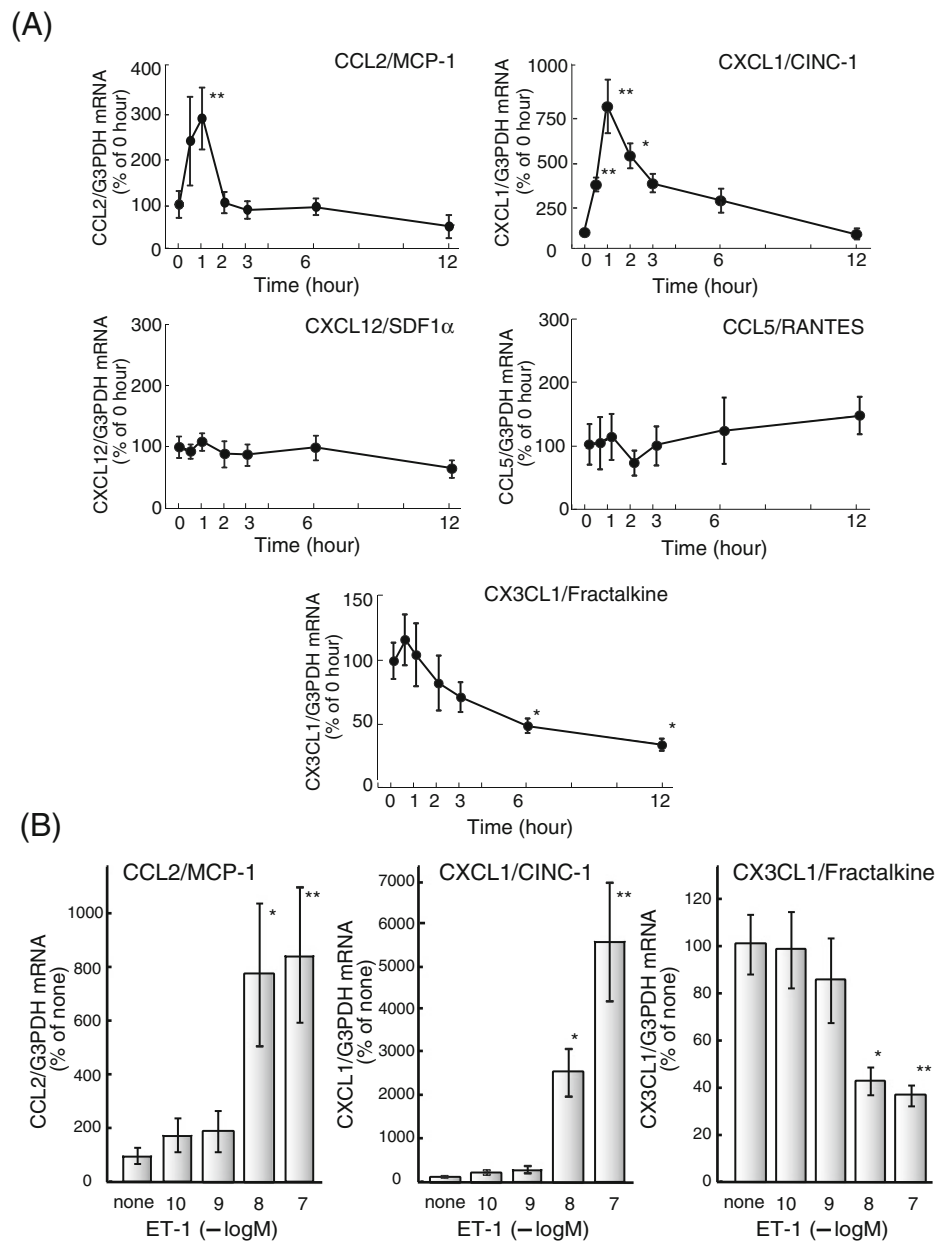 (A)
CCL2/MCP-1
CCL2/G3PDH mRNA
(% of 0 hour)
400
300
200
100
0
0 1 2 3 6 12
Time (hour)
**
CXCL1/CINC-1
CXCL1/G3PDH mRNA
(% of 0 hour)
1000
750
500
250
0
0 1 2 3 6 12
Time (hour)
**
**
*
CXCL12/SDF1α
CXCL12/G3PDH mRNA
(% of 0 hour)
300
200
100
0
0 1 2 3 6 12
Time (hour)
CCL5/RANTES
CCL5/G3PDH mRNA
(% of 0 hour)
300
200
100
0
0 1 2 3 6 12
Time (hour)
CX3CL1/Fractalkine
CX3CL1/G3PDH mRNA
(% of 0 hour)
150
100
50
0
0 1 2 3 6 12
Time (hour)
*
*
(B)
CCL2/MCP-1
CCL2/G3PDH mRNA
(% of none)
1000
800
600
400
200
0
none 10 9 8 7
ET-1 (−logM)
*
**
CXCL1/CINC-1
CXCL1/G3PDH mRNA
(% of none)
7000
6000
5000
4000
3000
2000
1000
0
none 10 9 8 7
ET-1 (−logM)
*
**
CX3CL1/Fractalkine
CX3CL1/G3PDH mRNA
(% of none)
120
100
80
60
40
20
0
none 10 9 8 7
ET-1 (−logM)
*
**